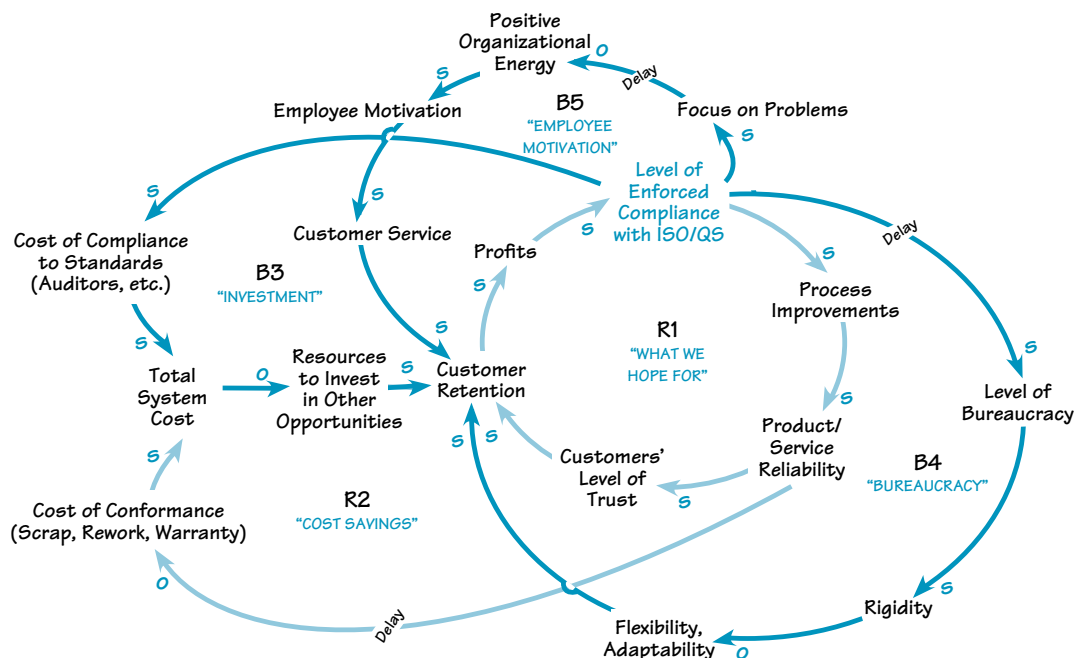 Positive
Organizational
Energy
O
Delay
S
Employee Motivation
B5
"EMPLOYEE
MOTIVATION"
Focus on Problems
S
Level of
Enforced
Compliance
with ISO/QS
S
S
Cost of Compliance
to Standards
(Auditors, etc.)
Customer Service
Profits
S
Delay
B3
"INVESTMENT"
S
S
Process
Improvements
R1
"WHAT WE
HOPE FOR"
S
S
S
Total
System
Cost
O
Resources
to Invest
in Other
Opportunities
S
Customer
Retention
S
Level of
Bureaucracy
S
S
S
Product/
Service
Reliability
Customers'
Level of
Trust
S
B4
"BUREAUCRACY"
Cost of Conformance
(Scrap, Rework, Warranty)
R2
"COST SAVINGS"
O
Delay
S
Rigidity
Flexibility,
Adaptability
O